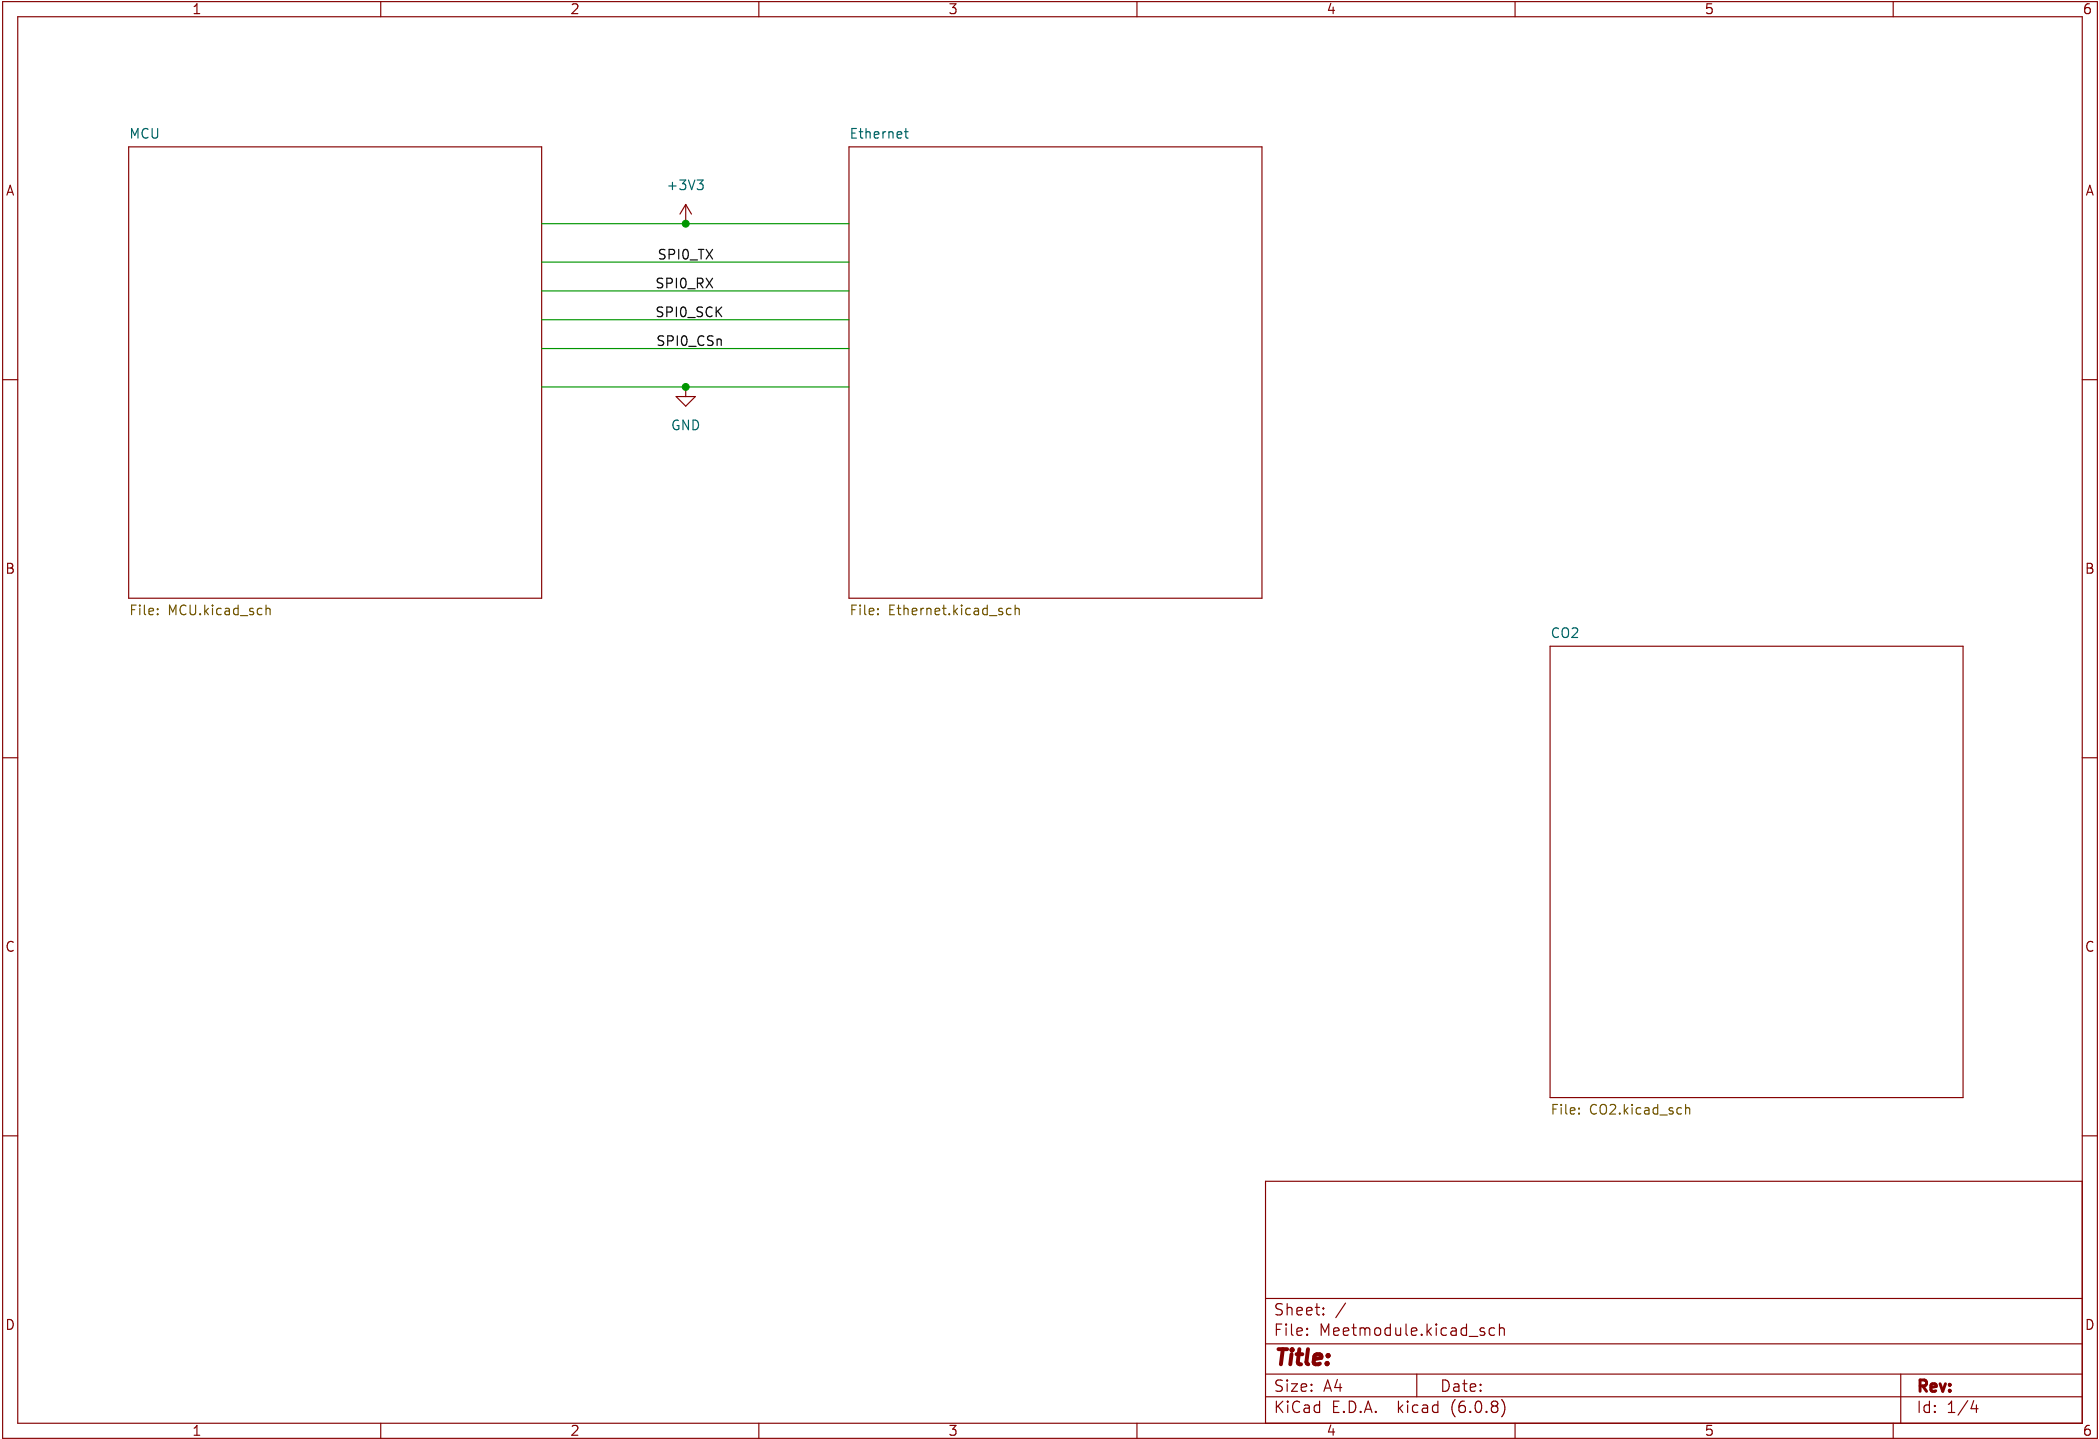 1 2 3 4 5 6
MCU
Ethernet
+3V3
A A
SPI0_TX
SPI0_RX
SPI0_SCK
SPI0_CSn
GND
B B
File: MCU.kicad_sch
File: Ethernet.kicad_sch
CO2
C C
File: CO2.kicad_sch
Sheet: /
D D
File: Meetmodule.kicad_sch
Title:
Size: A4 Date: Rev:
KiCad E.D.A. kicad (6.0.8) Id: 1/4
1 2 3 4 5 6